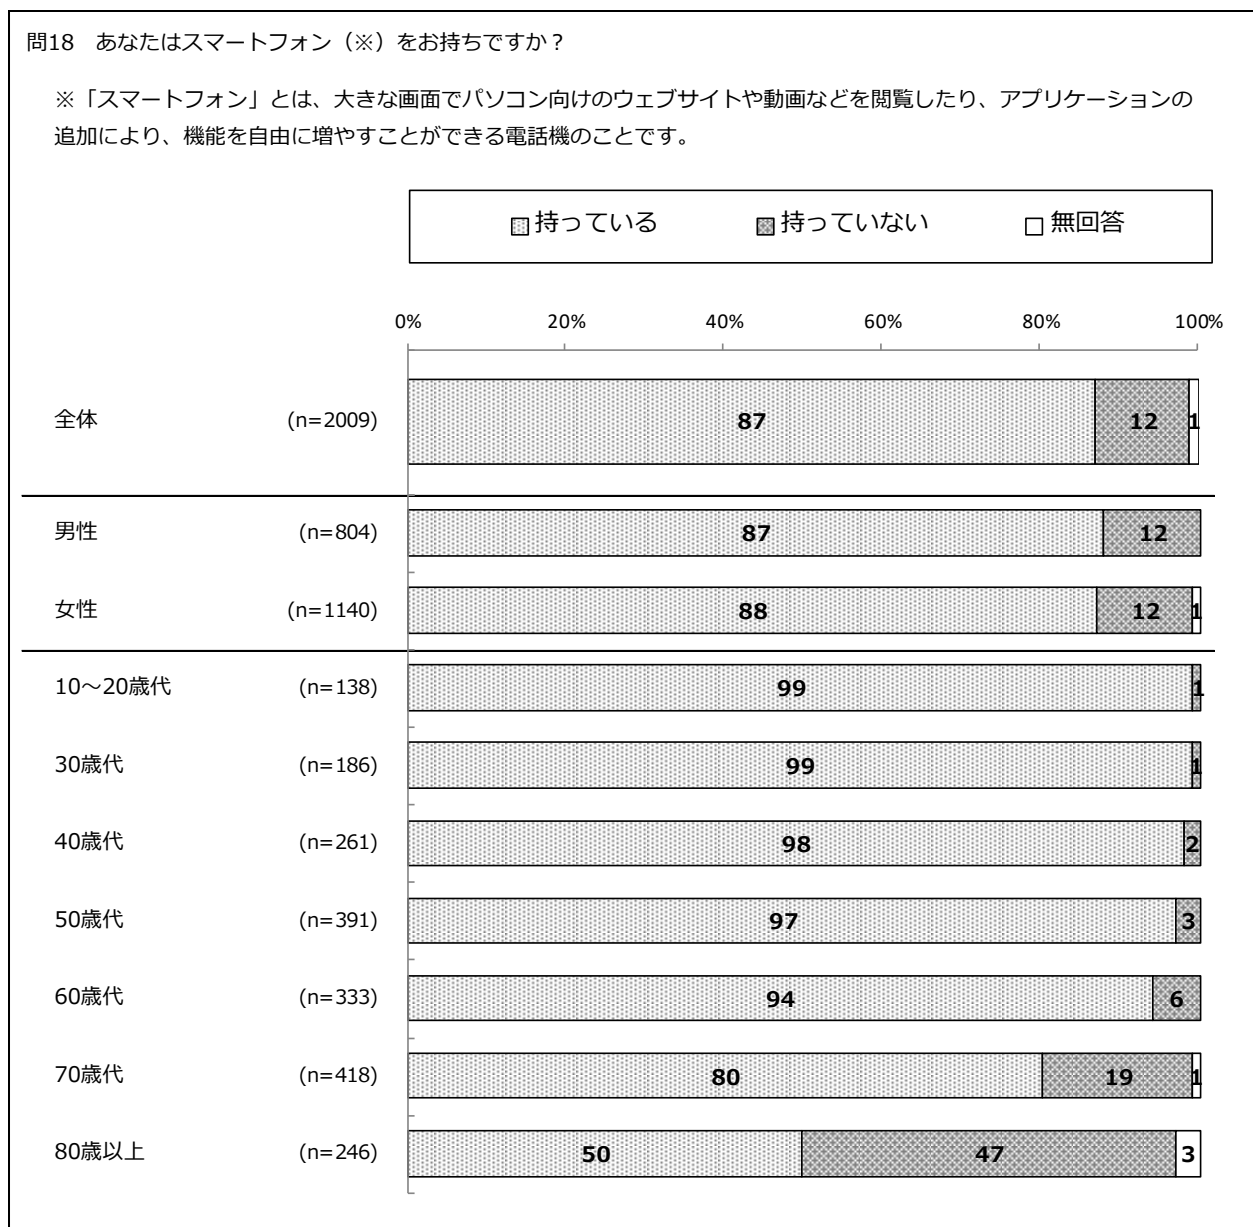 問18 あなたはスマートフォン（※）をお持ちですか？
※「スマートフォン」とは、大きな画面でパソコン向けのウェブサイトや動画などを閲覧したり、アプリケーションの
追加により、機能を自由に増やすことができる電話機のことです。
持っている 持っていない 無回答
0% 20% 40% 60% 80% 100%
全体 (n=2009) 87 12 1
男性 (n=804) 87 12
女性 (n=1140) 88 12 1
10～20歳代 (n=138) 99 1
30歳代 (n=186) 99 1
40歳代 (n=261) 98 2
50歳代 (n=391) 97 3
60歳代 (n=333) 94 6
70歳代 (n=418) 80 19 1
80歳以上 (n=246) 50 47 3